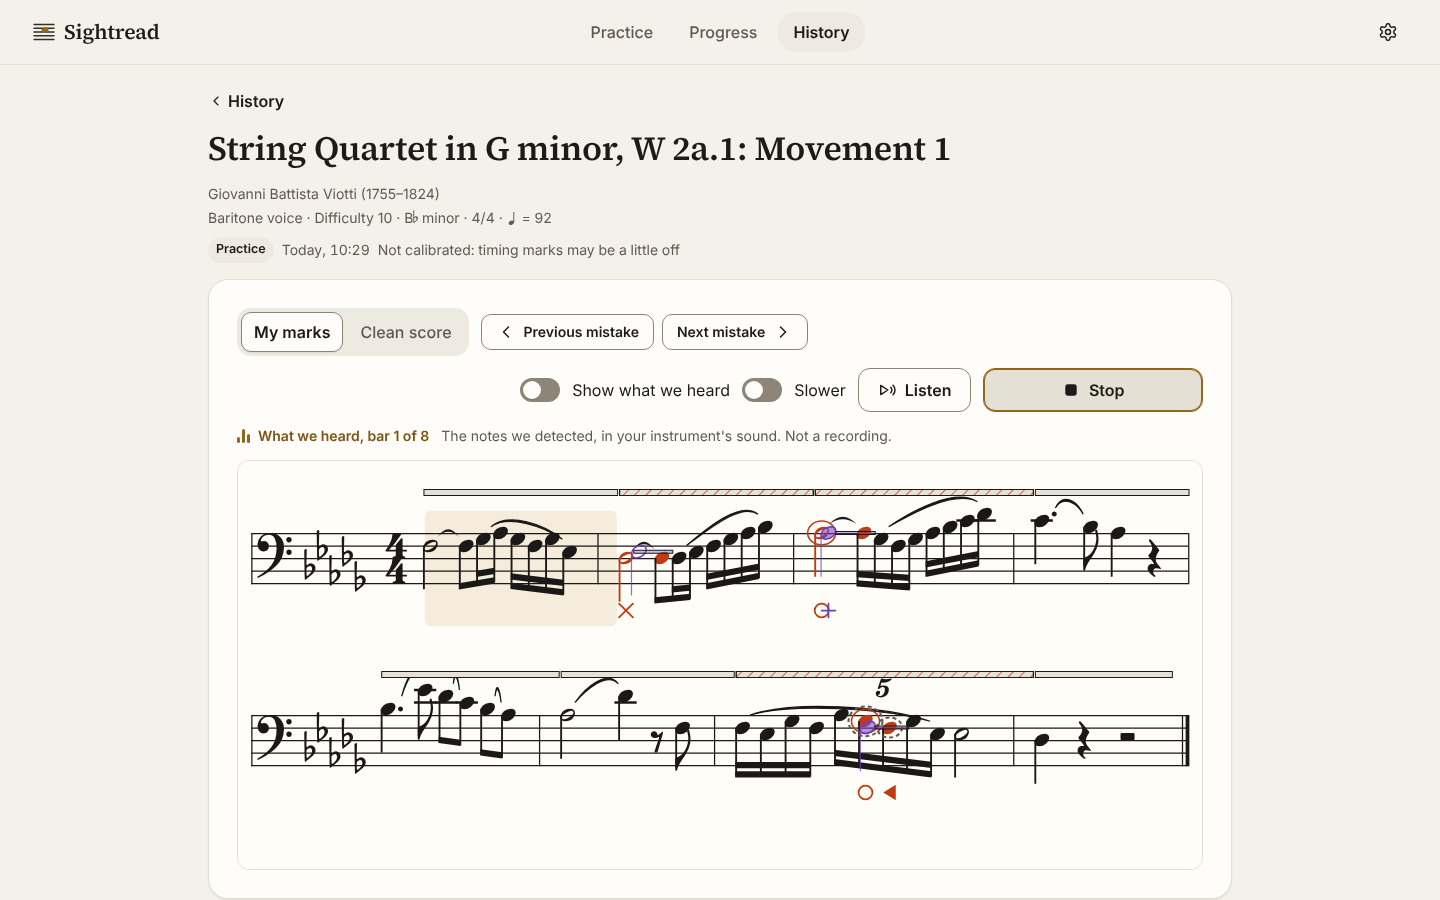 Sightread
Practice
Progress
History
History
String Quartet in G minor, W 2a.1: Movement 1
Giovanni Battista Viotti (1755–1824)
Baritone voice · Difficulty 10 · B♭ minor · 4/4 · ♩ = 92
Practice Today, 10:29 Not calibrated: timing marks may be a little off
My marks
Clean score
Previous mistake
Next mistake
Show what we heard
Slower
Listen
Stop
What we heard, bar 1 of 8 The notes we detected, in your instrument's sound. Not a recording.
4
4
5